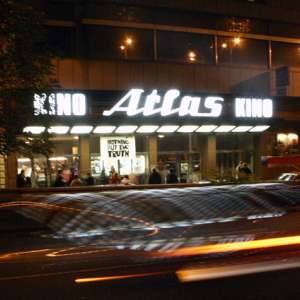 KINO Atlas KINO
NOTHING
BUT THE
TRUTH